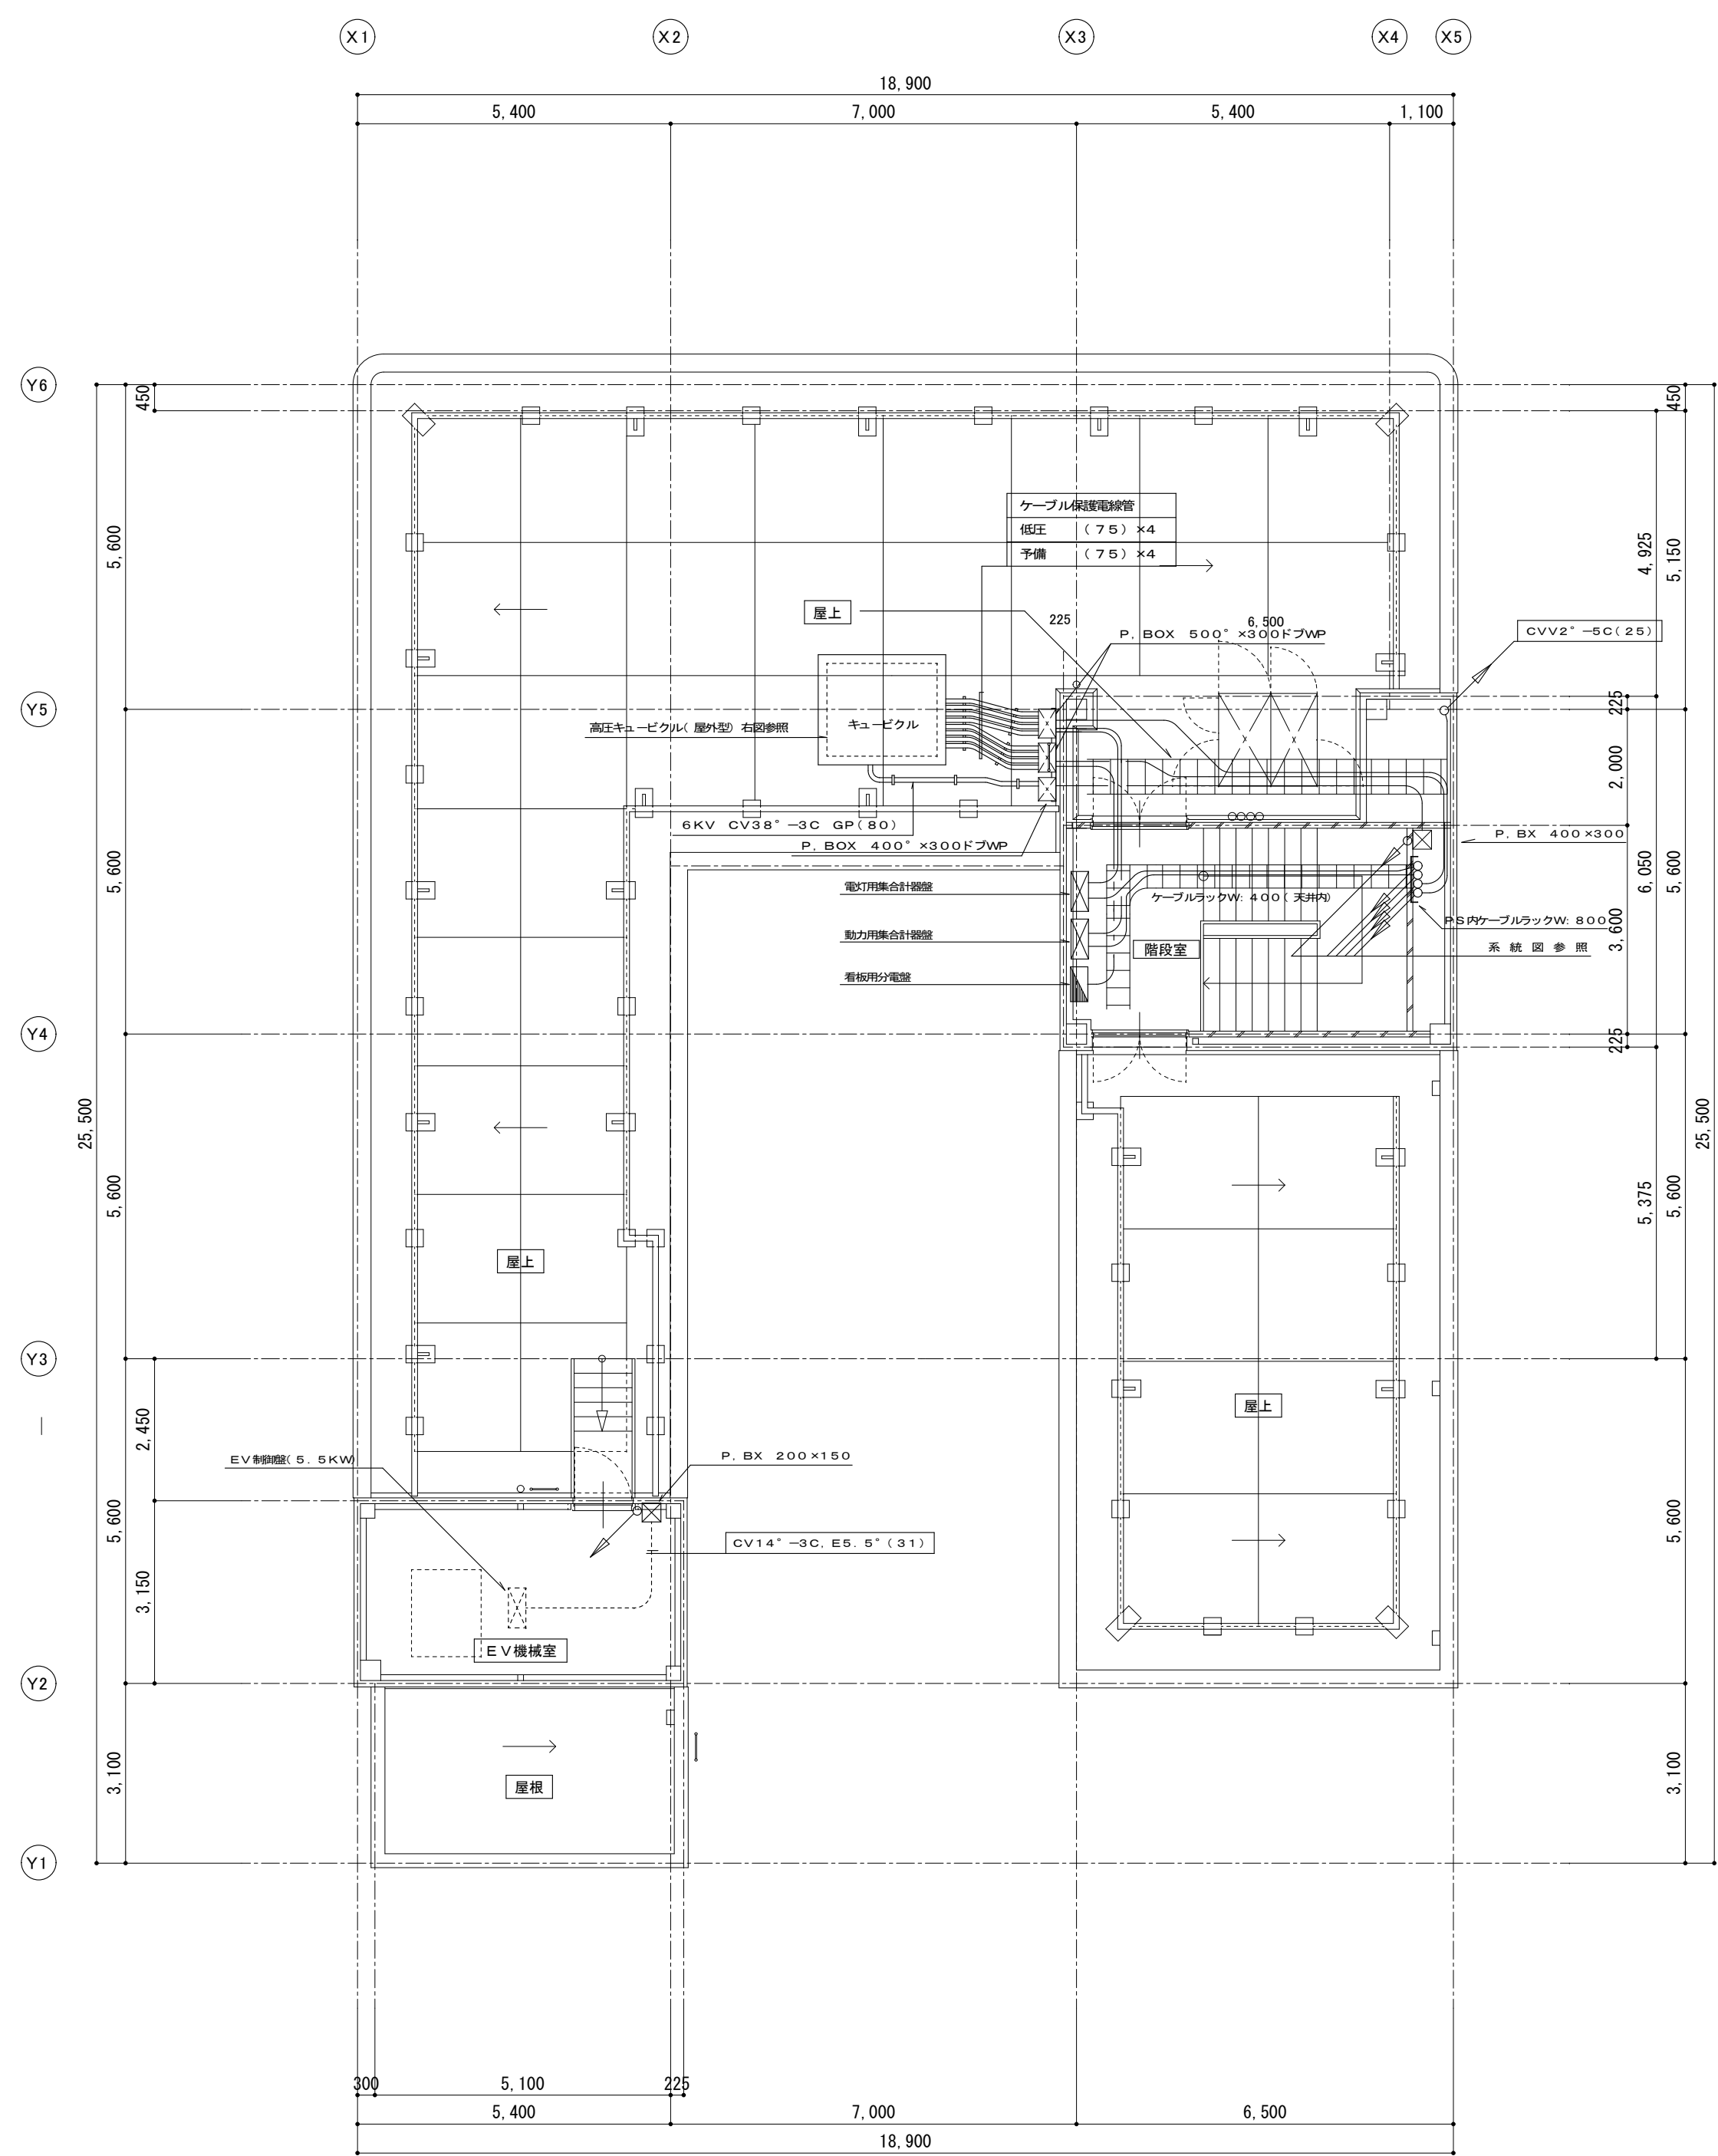 X1
X2
X3
X4
X5
18,900
5,400
7,000
5,400
1,100
Y6
450
450
ケーブル保護電線管
低圧 (75)×4
予備 (75)×4
5,600
4,925
5,150
屋上
225
6,500
P.BOX 500°×300ドブWP
CVV2°-5C(25)
Y5
225
高圧キュービクル(屋外型)右図参照
キュービクル
2,000
6KV CV38°-3C GP(80)
P.BX 400×300
P.BOX 400°×300ドブWP
5,600
6,050
5,600
電灯用集合計器盤
ケーブルラックW:400(天井内)
PS内ケーブルラックW:800
3,600
動力用集合計器盤
階段室
系統図参照
看板用分電盤
Y4
225
25,500
25,500
5,600
5,375
5,600
屋上
Y3
屋上
2,450
EV制御盤(5.5KW)
P.BX 200×150
5,600
5,600
CV14°-3C,E5.5°(31)
3,150
EV機械室
Y2
3,100
3,100
屋根
Y1
300
5,100
225
5,400
7,000
6,500
18,900